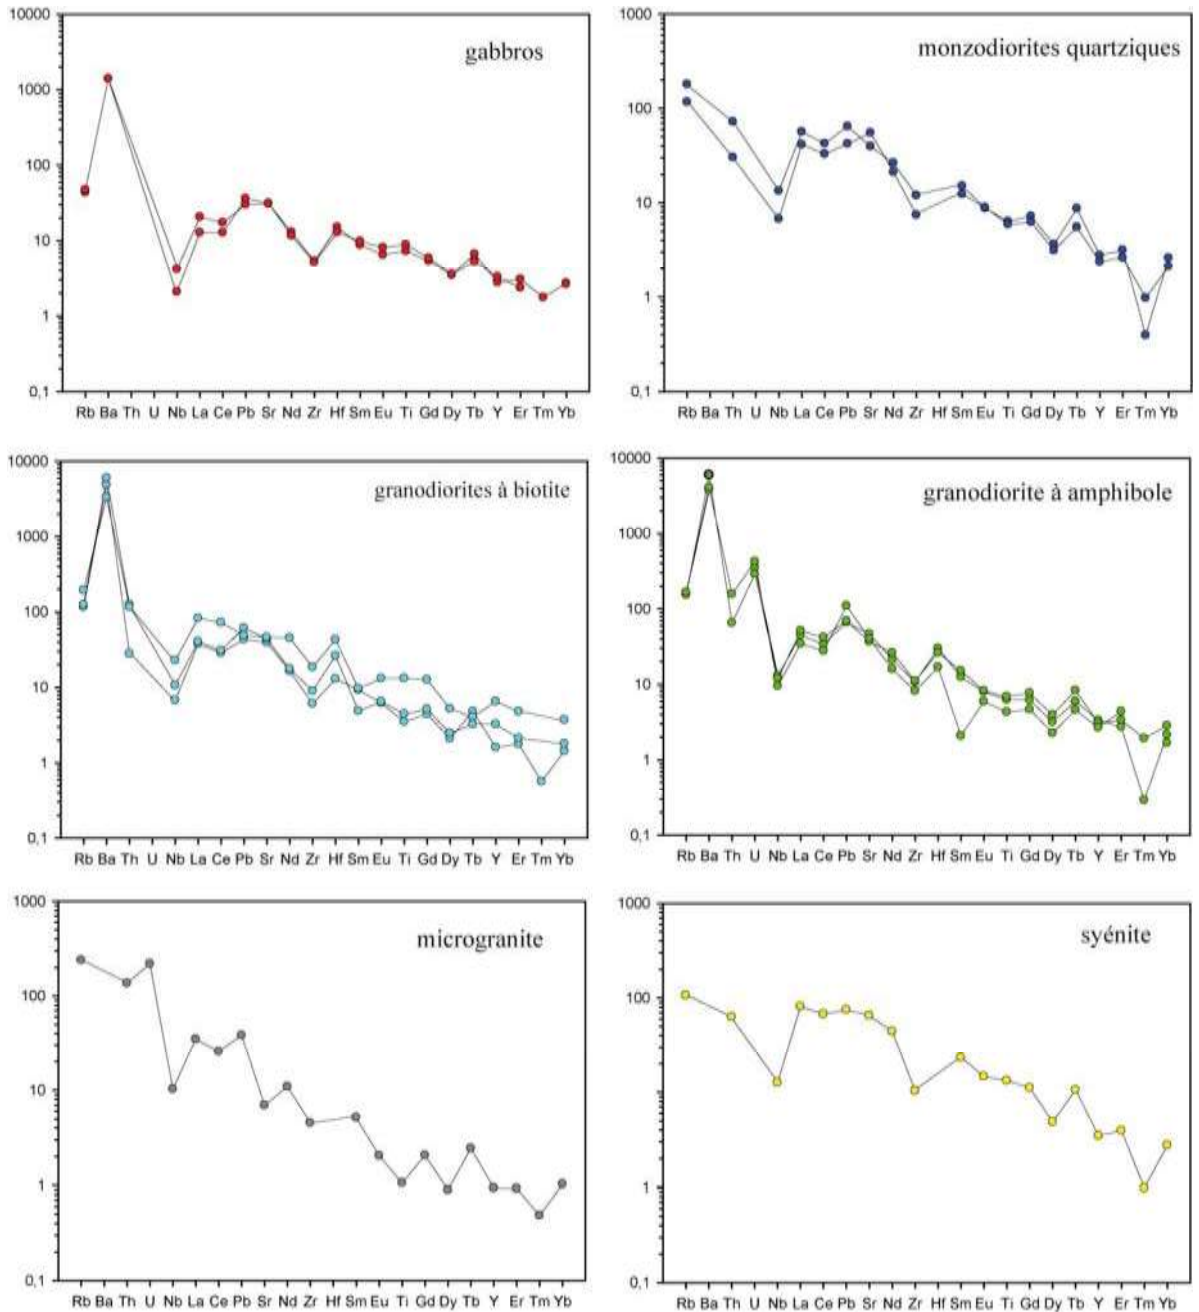 gabbros
10000
1000
100
10
1
0,1
Rb Ba Th U Nb La Ce Pb Sr Nd Zr Hf Sm Eu Ti Gd Dy Tb Y Er Tm Yb
monzodiorites quartziques
1000
100
10
1
0,1
Rb Ba Th U Nb La Ce Pb Sr Nd Zr Hf Sm Eu Ti Gd Dy Tb Y Er Tm Yb
granodiorites à biotite
10000
1000
100
10
1
0,1
Rb Ba Th U Nb La Ce Pb Sr Nd Zr Hf Sm Eu Ti Gd Dy Tb Y Er Tm Yb
granodiorite à amphibole
10000
1000
100
10
1
0,1
Rb Ba Th U Nb La Ce Pb Sr Nd Zr Hf Sm Eu Ti Gd Dy Tb Y Er Tm Yb
microgranite
1000
100
10
1
0,1
Rb Ba Th U Nb La Ce Pb Sr Nd Zr Hf Sm Eu Ti Gd Dy Tb Y Er Tm Yb
syénite
1000
100
10
1
0,1
Rb Ba Th U Nb La Ce Pb Sr Nd Zr Hf Sm Eu Ti Gd Dy Tb Y Er Tm Yb